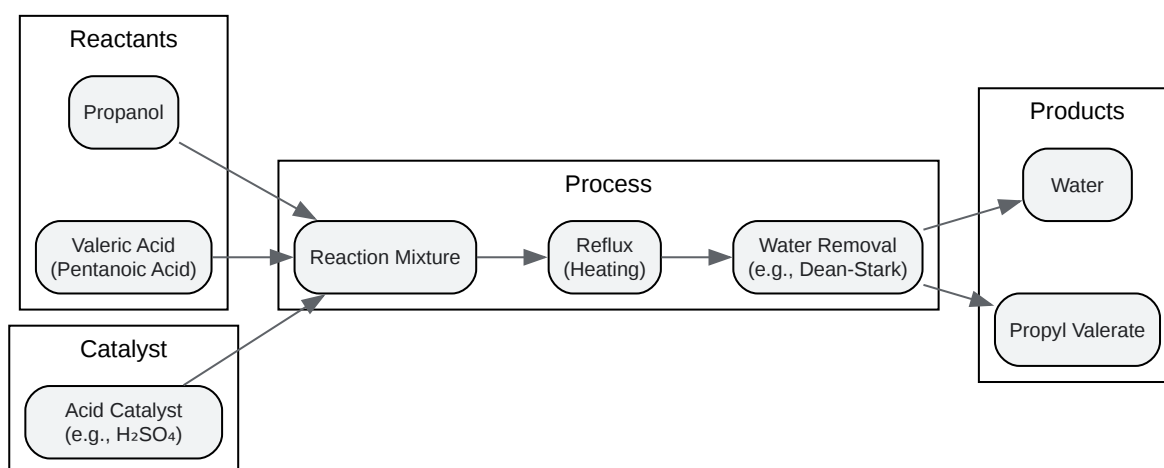 Reactants
Propanol
Valeric Acid
(Pentanoic Acid)
Catalyst
Acid Catalyst
(e.g., H₂SO₄)
Process
Reaction Mixture
Reflux
(Heating)
Water Removal
(e.g., Dean-Stark)
Products
Water
Propyl Valerate